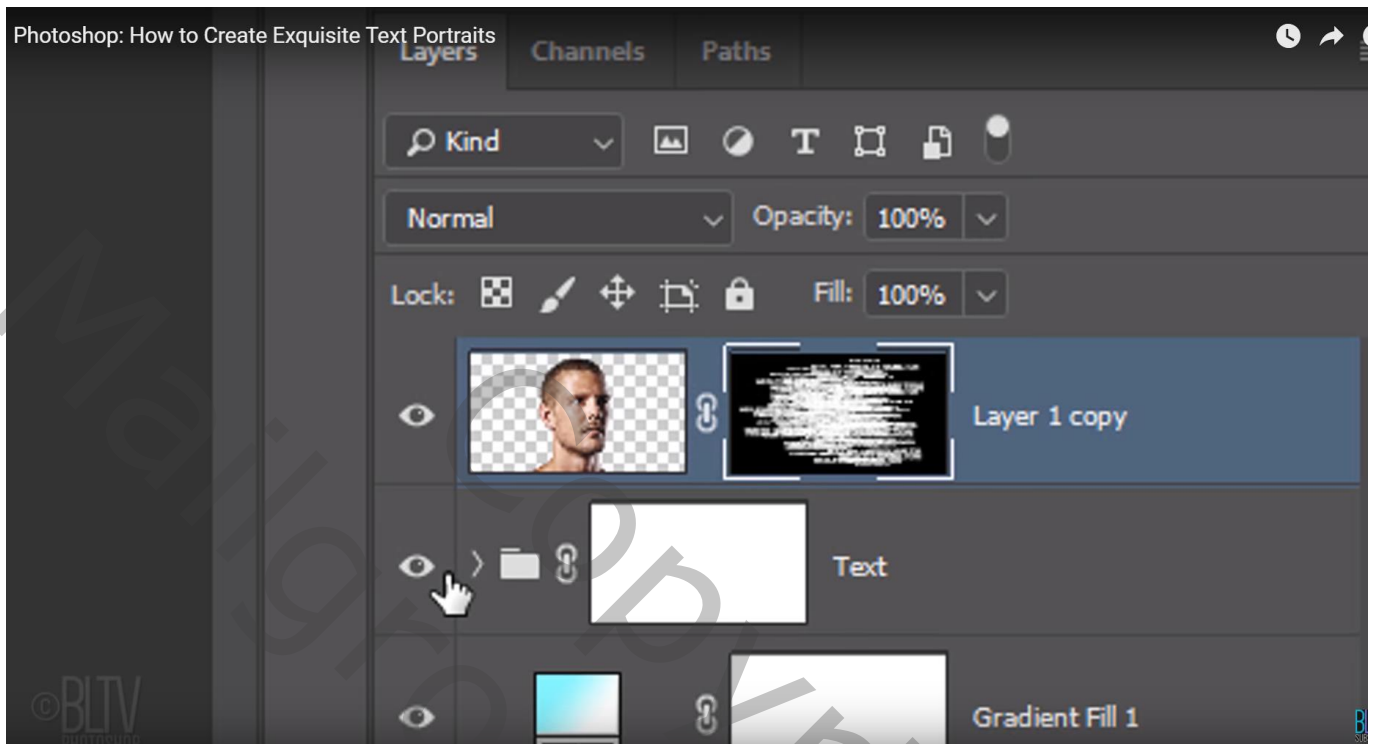 Photoshop: How to Create Exquisite Text Portraits
Layers Channels Paths
Kind
Normal Opacity: 100%
Lock: Fill: 100%
Layer 1 copy
Text
Gradient Fill 1
©BLTV
PHOTOSHOP